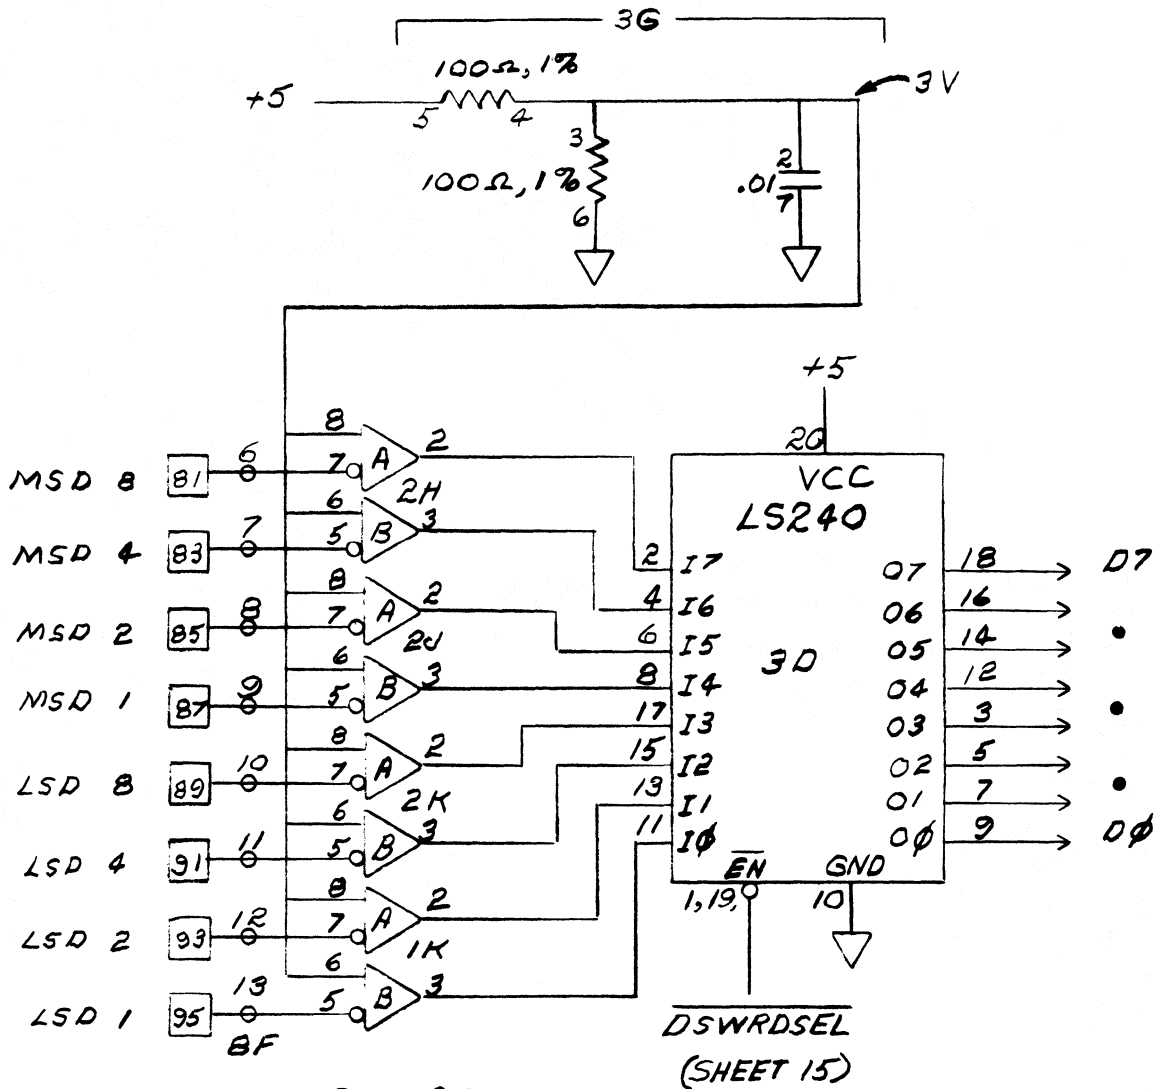 3G
100Ω, 1%
+5
5 4
3V
3
100Ω, 1%
6
2
.01
7
+5
20
VCC
LS240
3D
MSD 8 81 6 8 7 A 2
2H
MSD 4 83 7 6 5 B 3
MSD 2 85 8 8 7 A 2
2J
MSD 1 87 9 6 5 B 3
LSD 8 89 10 8 7 A 2
2K
LSD 4 91 11 6 5 B 3
LSD 2 93 12 8 7 A 2
1K
LSD 1 95 13 6 5 B 3
8F
2 I7 O7 18 D7
4 I6 O6 16
6 I5 O5 14
8 I4 O4 12
17 I3 O3 3
15 I2 O2 5
13 I1 O1 7
11 IØ OØ 9 DØ
EN GND
1,19, 10
DSWRDSEL
(SHEET 15)